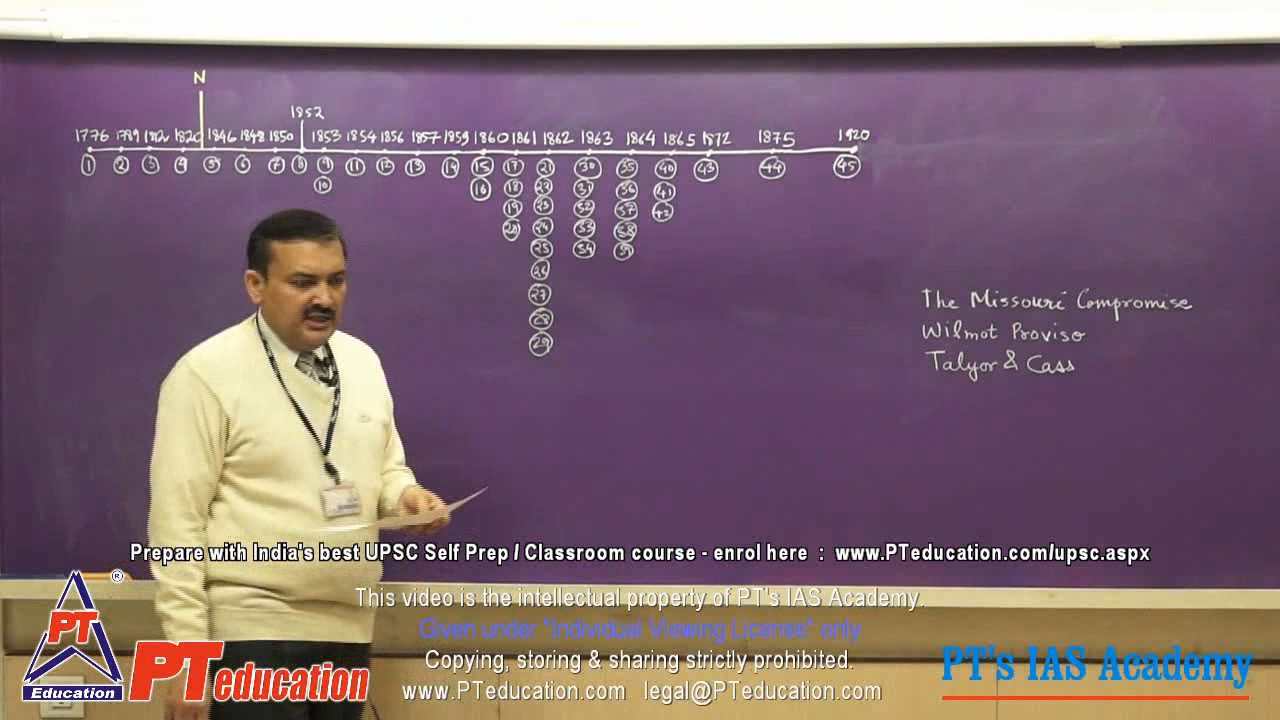 N
1852
1776 1789 1820 1820 1846 1848 1850 1853 1854 1856 1857 1859 1860 1861 1862 1863 1864 1865 1872 1875 1920
1 2 3 4 5 6 7 8 9 11 12 13 14 15 17 21 30 35 40 43 44 45
10 16 18 22 31 36 41
19 23 32 37 42
20 24 33 38
25 34 39
26
27
28
29
The Missouri Compromise
Wilmot Proviso
Talyor & Cass
Prepare with India's best UPSC Self Prep / Classroom course - enrol here : www.PTeducation.com/upsc.aspx
This video is the intellectual property of PT's IAS Academy.
Given under "Individual Viewing License" only
Copying, storing & sharing strictly prohibited.
www.PTeducation.com legal@PTeducation.com
®
PT
Education
PT education
PT's IAS Academy